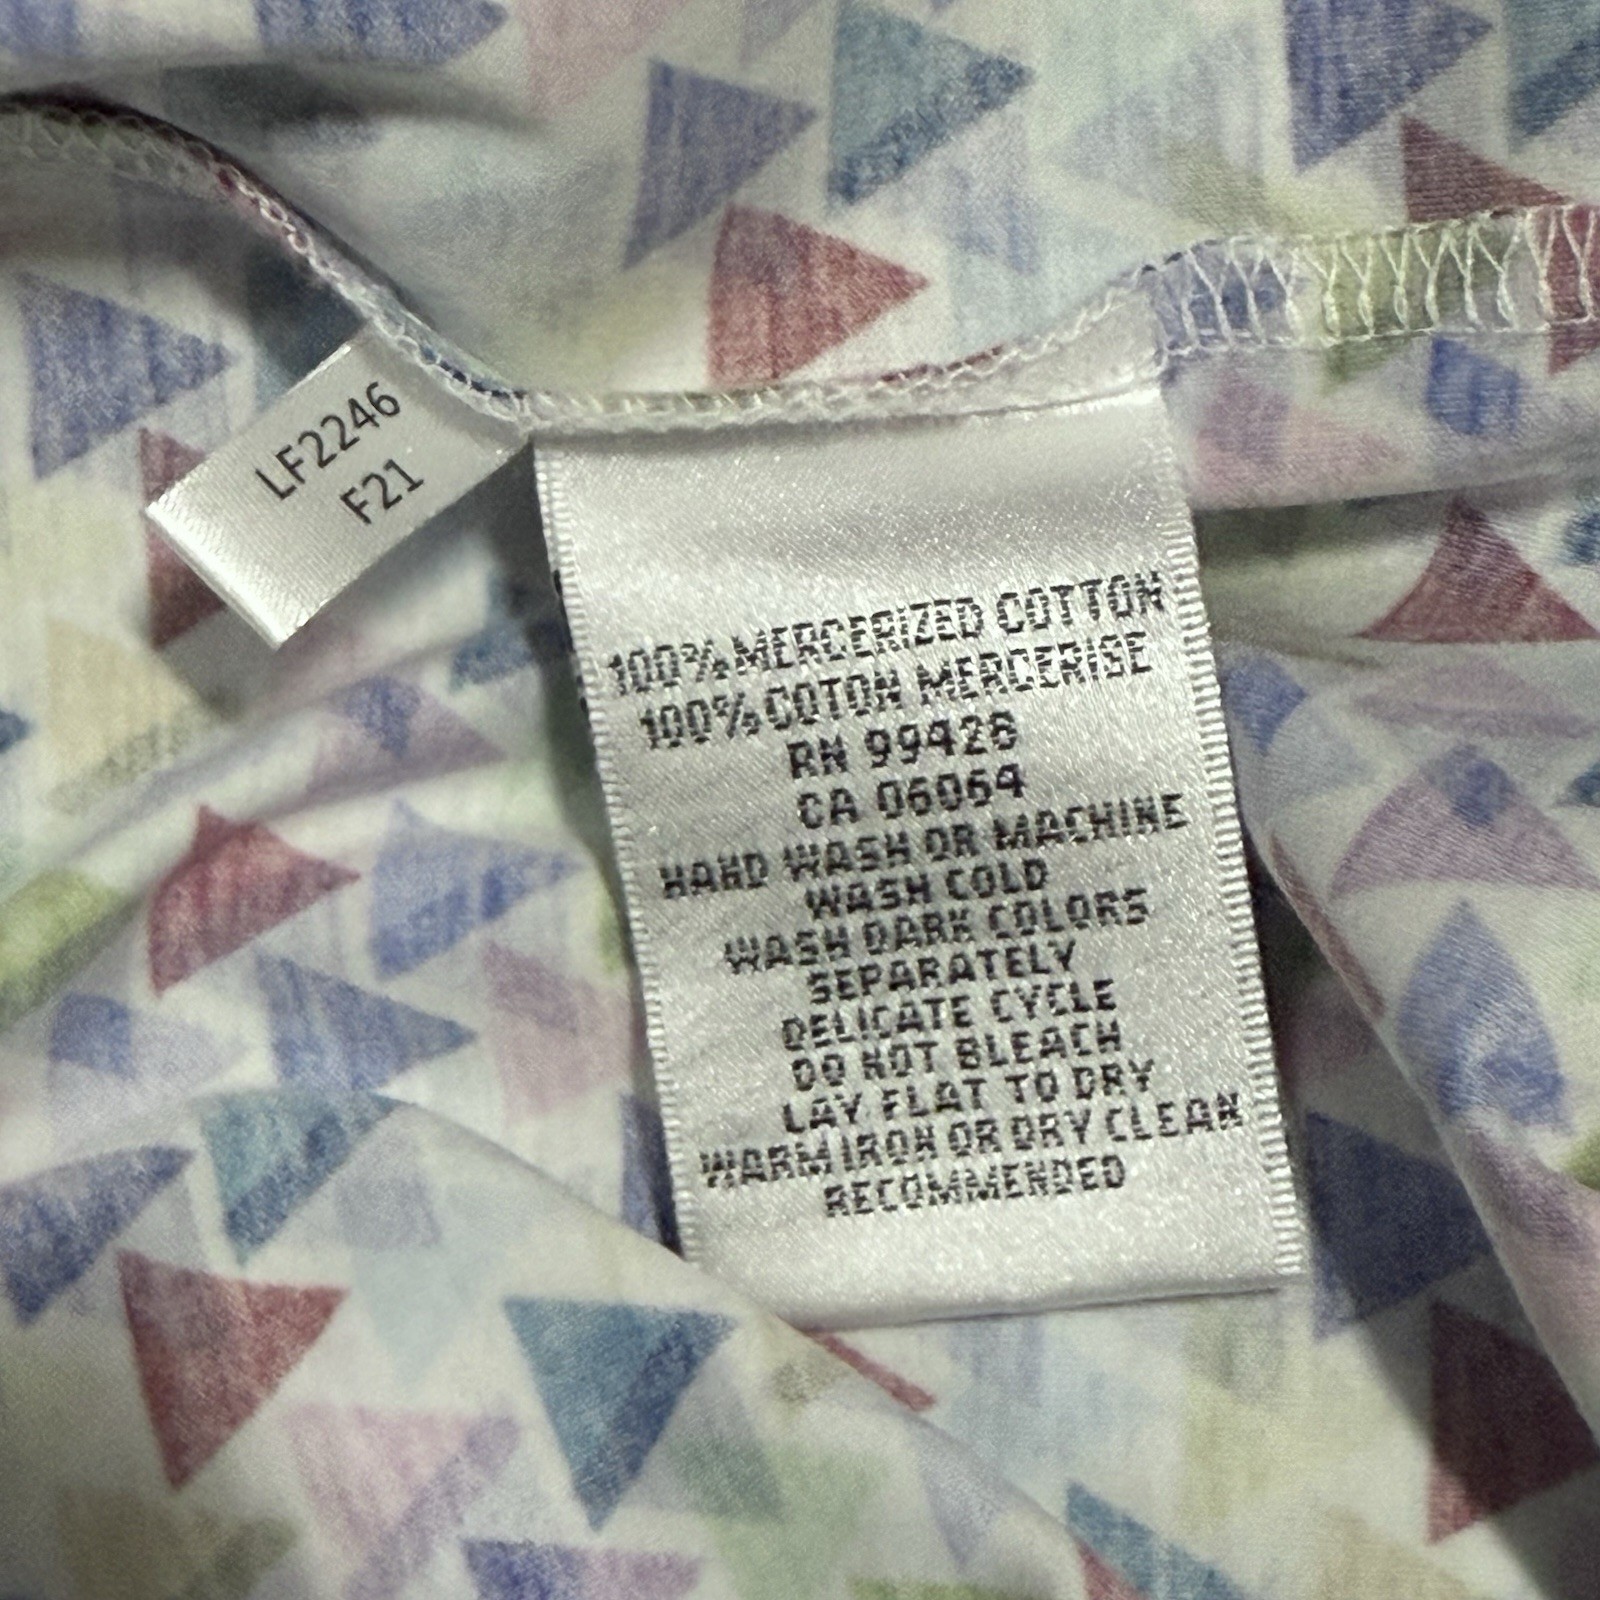 LF2246
F21
100% MERCERIZED COTTON
100% COTON MERCERISE
RN 99428
CA 06064
HAND WASH OR MACHINE
WASH COLD
WASH DARK COLORS
SEPARATELY
DELICATE CYCLE
DO NOT BLEACH
LAY FLAT TO DRY
WARM IRON OR DRY CLEAN
RECOMMENDED